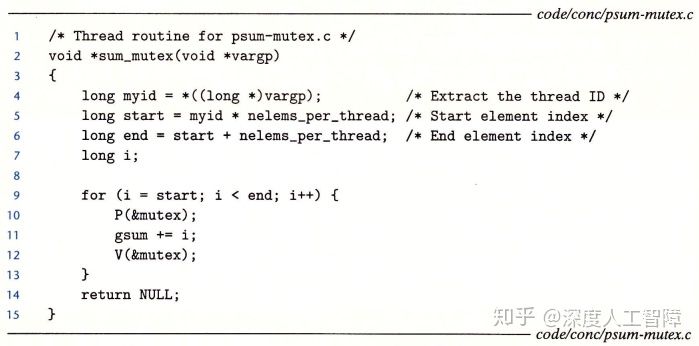 code/conc/psum-mutex.c
1 /* Thread routine for psum-mutex.c */
2 void *sum_mutex(void *vargp)
3 {
4     long myid = *((long *)vargp);          /* Extract the thread ID */
5     long start = myid * nelems_per_thread; /* Start element index */
6     long end = start + nelems_per_thread;  /* End element index */
7     long i;
8
9     for (i = start; i < end; i++) {
10         P(&mutex);
11         gsum += i;
12         V(&mutex);
13     }
14     return NULL;
15 }
知乎 @深度人工智障
code/conc/psum-mutex.c